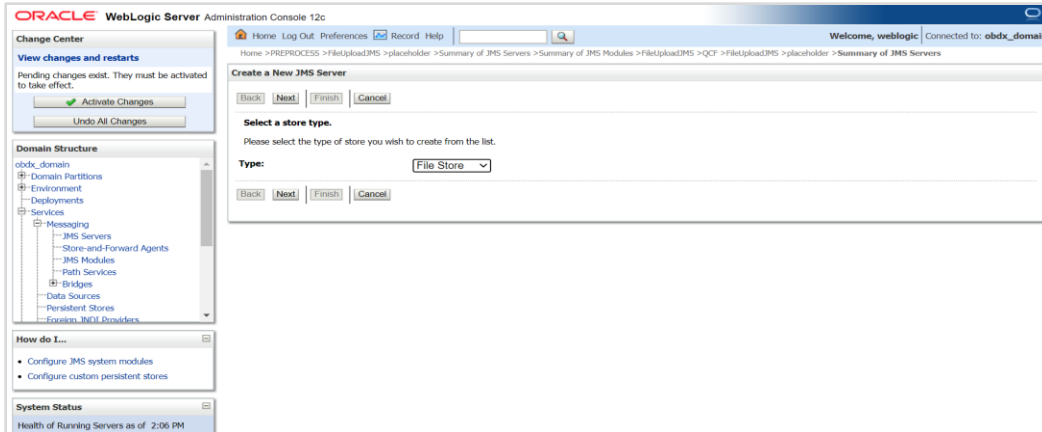 ORACLE WebLogic Server Administration Console 12c
Change Center
View changes and restarts
Pending changes exist. They must be activated
to take effect.
Activate Changes
Undo All Changes
Domain Structure
obdx_domain
Domain Partitions
Environment
Deployments
Services
Messaging
JMS Servers
Store-and-Forward Agents
JMS Modules
Path Services
Bridges
Data Sources
Persistent Stores
Foreign JNDI Providers
How do I...
Configure JMS system modules
Configure custom persistent stores
System Status
Health of Running Servers as of 2:06 PM
Home Log Out Preferences Record Help
Welcome, weblogic Connected to: obdx_domai
Home >PREPROCESS >FileUploadJMS >placeholder >Summary of JMS Servers >Summary of JMS Modules >FileUploadJMS >QCF >FileUploadJMS >placeholder >Summary of JMS Servers
Create a New JMS Server
Back Next Finish Cancel
Select a store type.
Please select the type of store you wish to create from the list.
Type: File Store
Back Next Finish Cancel